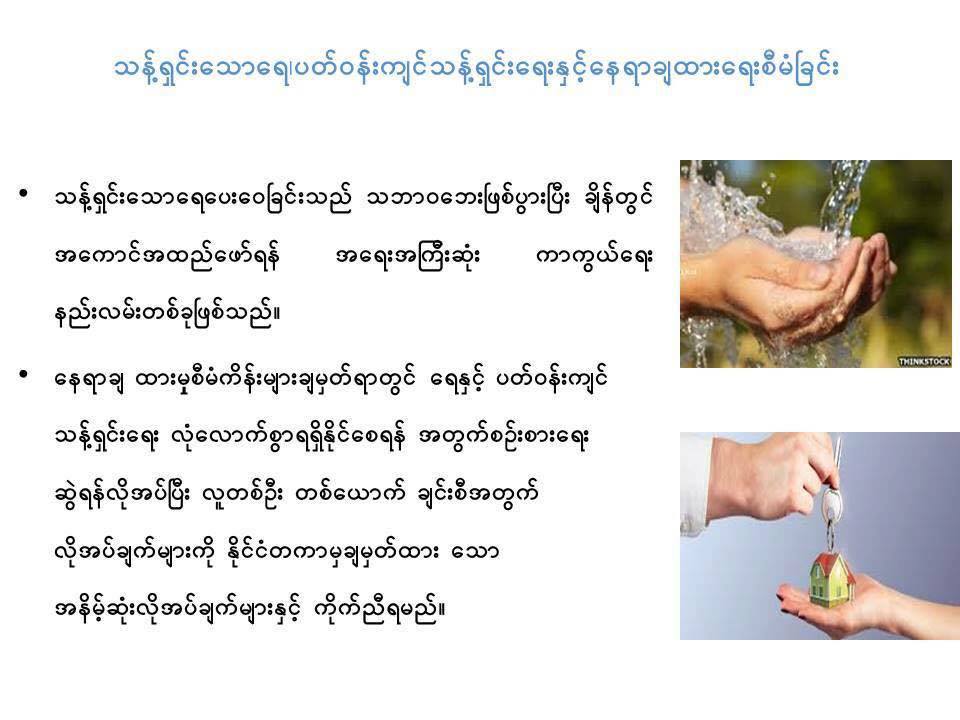 သန့်ရှင်းသောရေ၊ပတ်ဝန်းကျင်သန့်ရှင်းရေးနှင့်နေရာချထားရေးစီမံခြင်း
• သန့်ရှင်းသောရေပေးဝေခြင်းသည် သဘာဝဘေးဖြစ်ပွားပြီး ချိန်တွင်
အကောင်အထည်ဖော်ရန် အရေးအကြီးဆုံး ကာကွယ်ရေး
နည်းလမ်းတစ်ခုဖြစ်သည်။
• နေရာချ ထားမှုစီမံကိန်းများချမှတ်ရာတွင် ရေနှင့် ပတ်ဝန်းကျင်
သန့်ရှင်းရေး လုံလောက်စွာရရှိနိုင်စေရန် အတွက်စဉ်းစားရေး
ဆွဲရန်လိုအပ်ပြီး လူတစ်ဦး တစ်ယောက် ချင်းစီအတွက်
လိုအပ်ချက်များကို နိုင်ငံတကာမှချမှတ်ထား သော
အနိမ့်ဆုံးလိုအပ်ချက်များနှင့် ကိုက်ညီရမည်။
THINKSTOCK